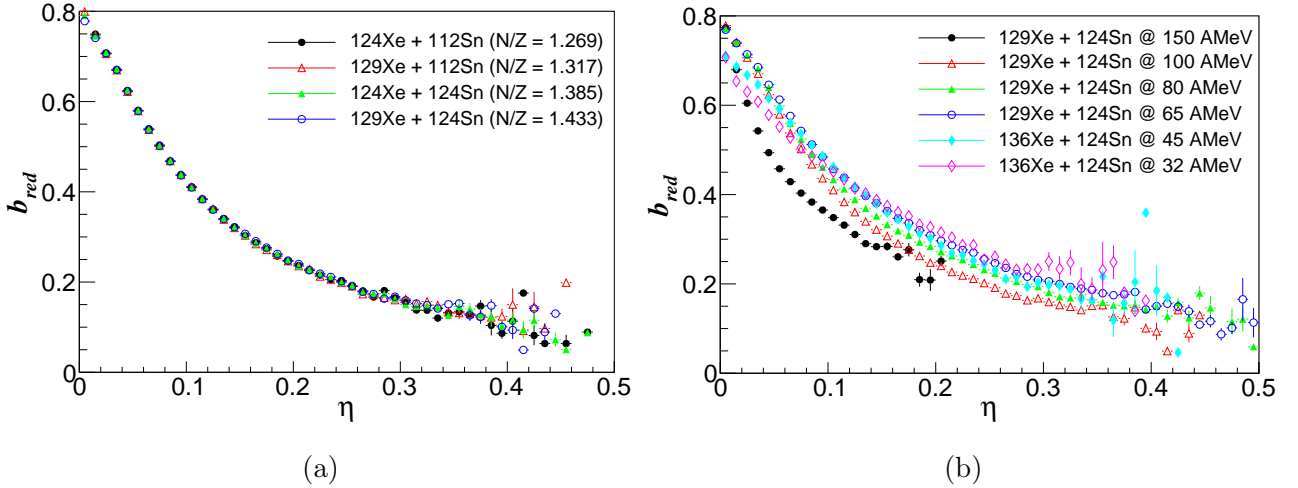 0.8
0.6
0.4
0.2
0
b_red
0 0.1 0.2 0.3 0.4 0.5
η
124Xe + 112Sn (N/Z = 1.269)
129Xe + 112Sn (N/Z = 1.317)
124Xe + 124Sn (N/Z = 1.385)
129Xe + 124Sn (N/Z = 1.433)
(a)
0.8
0.6
0.4
0.2
0
b_red
0 0.1 0.2 0.3 0.4 0.5
η
129Xe + 124Sn @ 150 AMeV
129Xe + 124Sn @ 100 AMeV
129Xe + 124Sn @ 80 AMeV
129Xe + 124Sn @ 65 AMeV
136Xe + 124Sn @ 45 AMeV
136Xe + 124Sn @ 32 AMeV
(b)